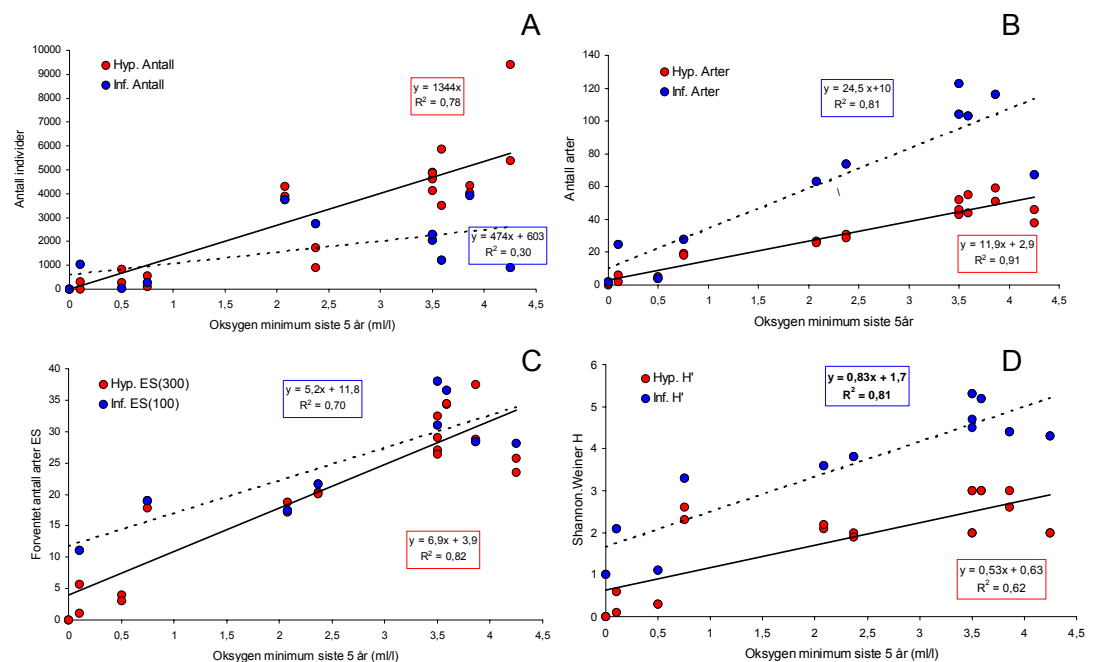 A
10000
9000
8000
7000
6000
5000
4000
3000
2000
1000
0
Antall individer
Hyp. Antall
Inf. Antall
y = 1344x
R² = 0,78
y = 474x + 603
R² = 0,30
0 0,5 1 1,5 2 2,5 3 3,5 4 4,5
Oksygen minimum siste 5 år (ml/l)
B
140
120
100
80
60
40
20
0
Antall arter
Hyp. Arter
Inf. Arter
y = 24,5 x+10
R² = 0,81
y = 11,9x + 2,9
R² = 0,91
0 0,5 1 1,5 2 2,5 3 3,5 4 4,5
Oksygen minimum siste 5år
C
40
35
30
25
20
15
10
5
0
Forventet antall arter ES
Hyp. ES(300)
Inf. ES(100)
y = 5,2x + 11,8
R² = 0,70
y = 6,9x + 3,9
R² = 0,82
0 0,5 1 1,5 2 2,5 3 3,5 4 4,5
Oksygen minimum siste 5 år (ml/l)
D
6
5
4
3
2
1
0
Shannon.Weiner H
Hyp. H'
Inf. H'
y = 0,83x + 1,7
R² = 0,81
y = 0,53x + 0,63
R² = 0,62
0 0,5 1 1,5 2 2,5 3 3,5 4 4,5
Oksygen minimum siste 5 år (ml/l)